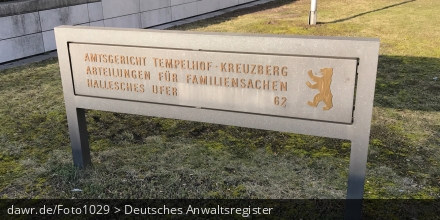 AMTSGERICHT TEMPELHOF-KREUZBERG
ABTEILUNGEN FÜR FAMILIENSACHEN
HALLESCHES UFER 62
dawr.de/Foto1029 > Deutsches Anwaltsregister